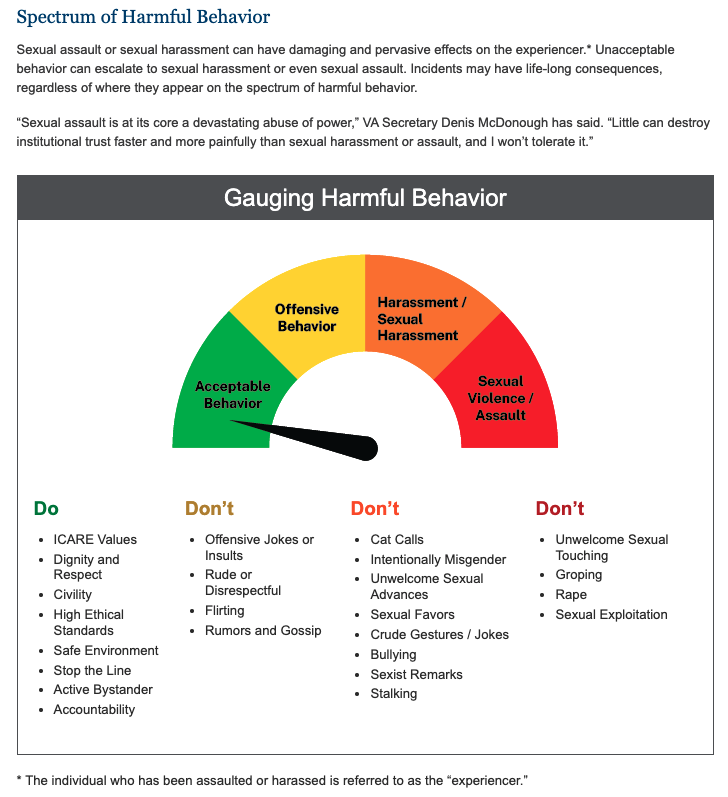 Spectrum of Harmful Behavior
Sexual assault or sexual harassment can have damaging and pervasive effects on the experiencer.* Unacceptable
behavior can escalate to sexual harassment or even sexual assault. Incidents may have life-long consequences,
regardless of where they appear on the spectrum of harmful behavior.
“Sexual assault is at its core a devastating abuse of power,” VA Secretary Denis McDonough has said. “Little can destroy
institutional trust faster and more painfully than sexual harassment or assault, and I won’t tolerate it.”
Gauging Harmful Behavior
Acceptable
Behavior
Offensive
Behavior
Harassment /
Sexual
Harassment
Sexual
Violence /
Assault
Do
• ICARE Values
• Dignity and
Respect
• Civility
• High Ethical
Standards
• Safe Environment
• Stop the Line
• Active Bystander
• Accountability
Don’t
• Offensive Jokes or
Insults
• Rude or
Disrespectful
• Flirting
• Rumors and Gossip
Don’t
• Cat Calls
• Intentionally Misgender
• Unwelcome Sexual
Advances
• Sexual Favors
• Crude Gestures / Jokes
• Bullying
• Sexist Remarks
• Stalking
Don’t
• Unwelcome Sexual
Touching
• Groping
• Rape
• Sexual Exploitation
* The individual who has been assaulted or harassed is referred to as the “experiencer.”